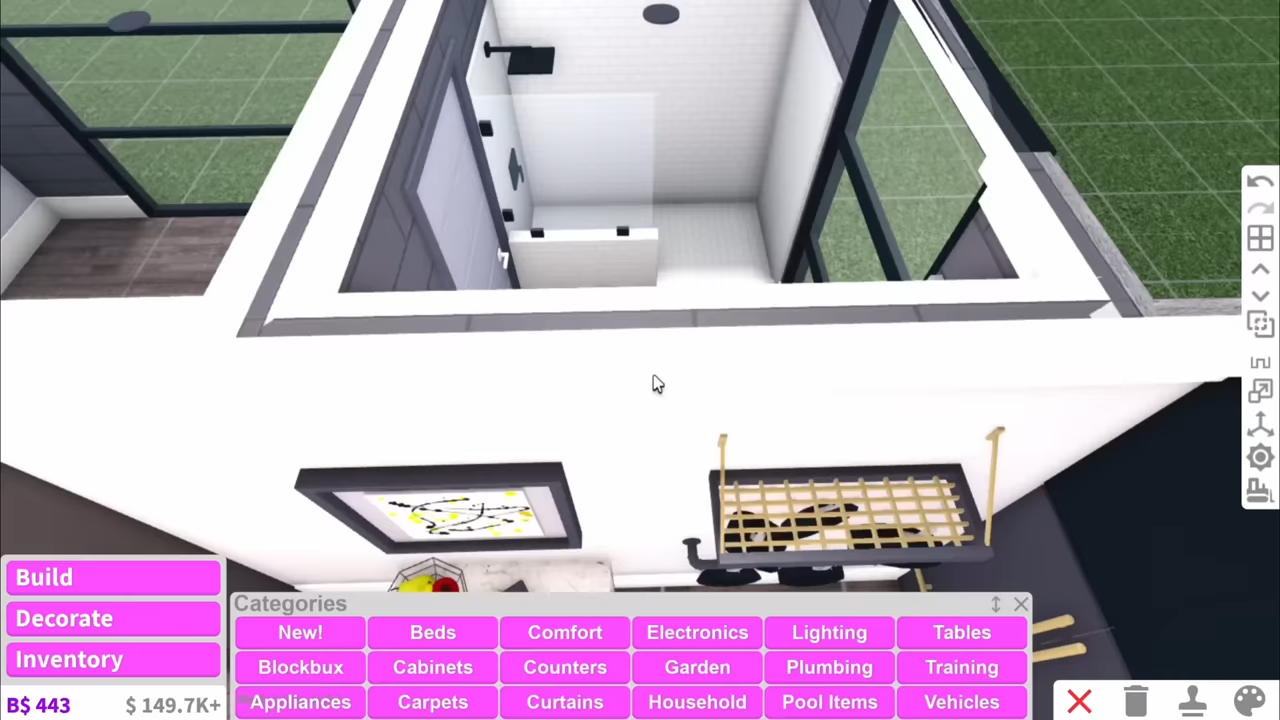 Build
Decorate
Inventory
B$ 443 $ 149.7K+
Categories
New! Beds Comfort Electronics Lighting Tables
Blockbux Cabinets Counters Garden Plumbing Training
Appliances Carpets Curtains Household Pool Items Vehicles